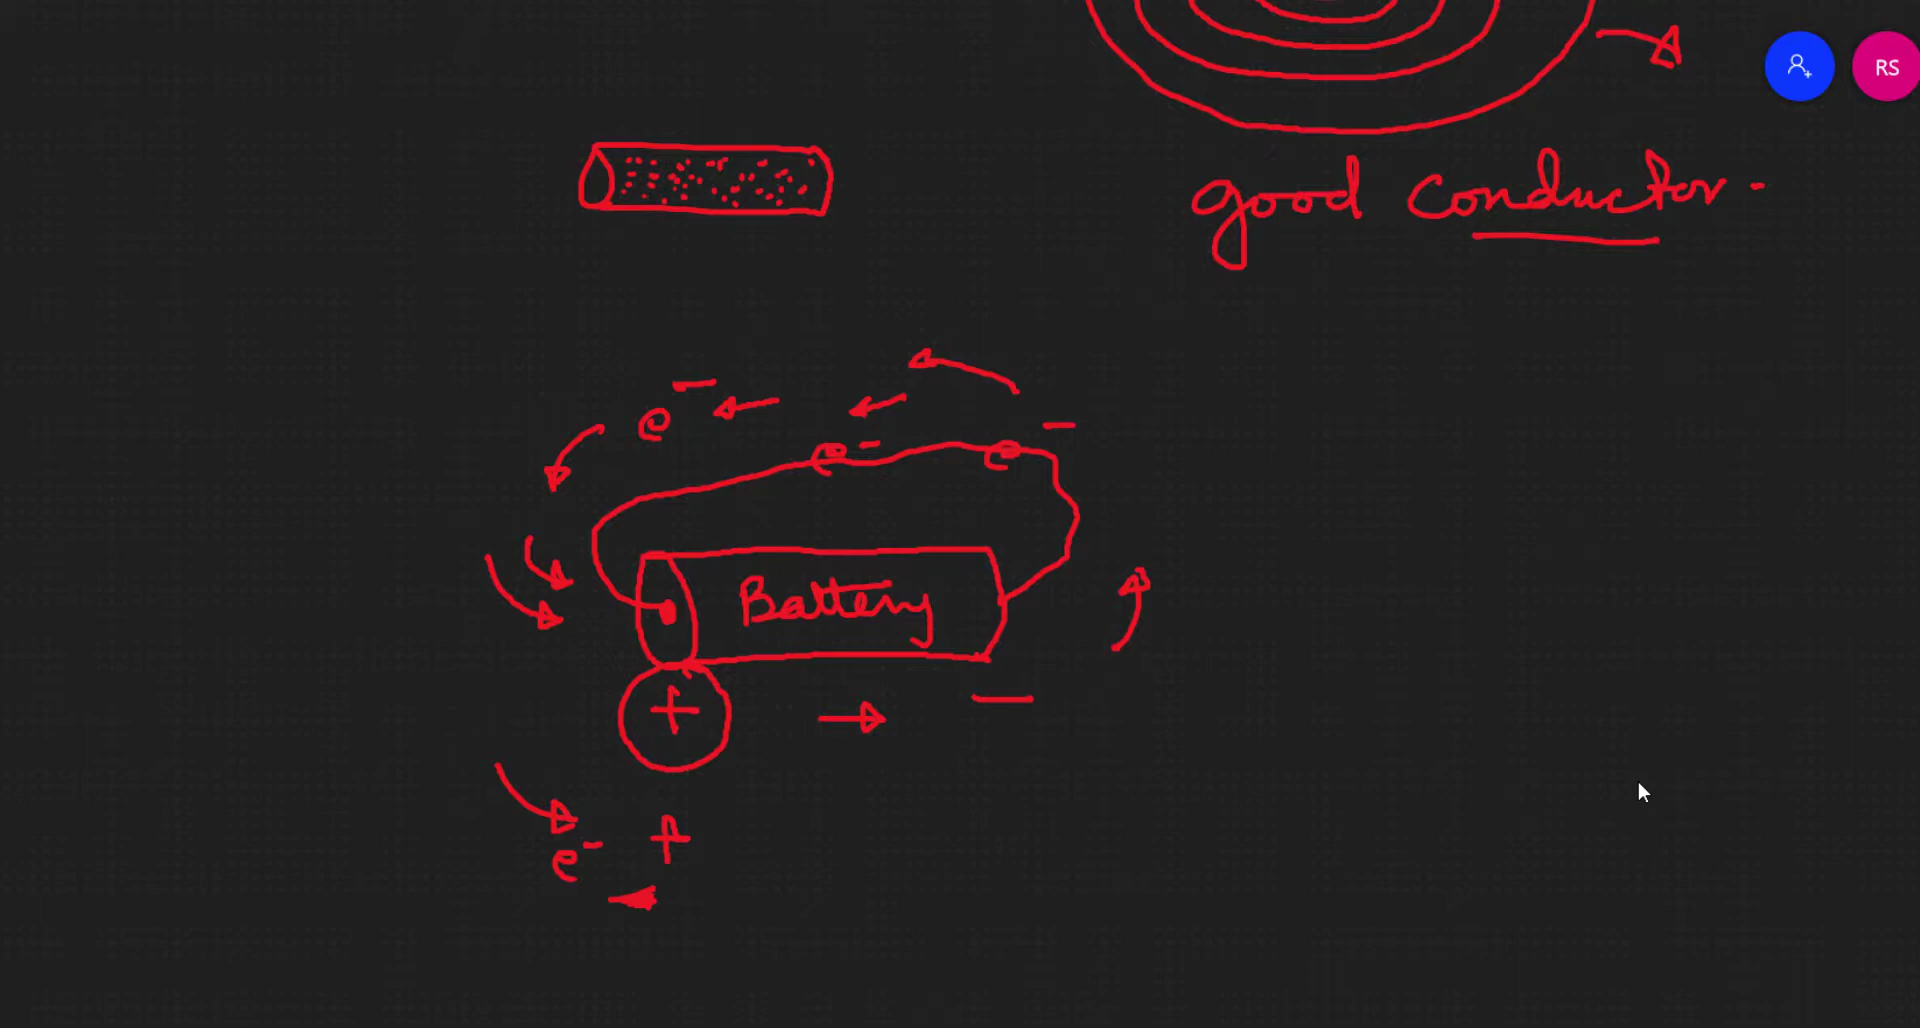 RS
good conductor.
e⁻
e⁻ e⁻
Battery
+ −
e⁻ +